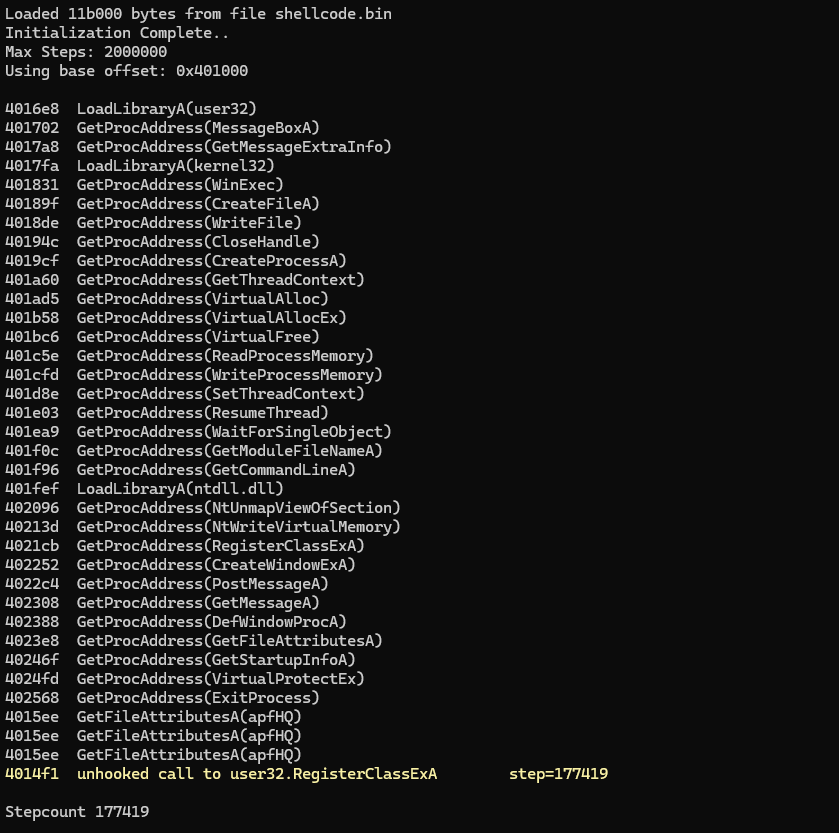 Loaded 11b000 bytes from file shellcode.bin
Initialization Complete..
Max Steps: 2000000
Using base offset: 0x401000
4016e8  LoadLibraryA(user32)
401702  GetProcAddress(MessageBoxA)
4017a8  GetProcAddress(GetMessageExtraInfo)
4017fa  LoadLibraryA(kernel32)
401831  GetProcAddress(WinExec)
40189f  GetProcAddress(CreateFileA)
4018de  GetProcAddress(WriteFile)
40194c  GetProcAddress(CloseHandle)
4019cf  GetProcAddress(CreateProcessA)
401a60  GetProcAddress(GetThreadContext)
401ad5  GetProcAddress(VirtualAlloc)
401b58  GetProcAddress(VirtualAllocEx)
401bc6  GetProcAddress(VirtualFree)
401c5e  GetProcAddress(ReadProcessMemory)
401cfd  GetProcAddress(WriteProcessMemory)
401d8e  GetProcAddress(SetThreadContext)
401e03  GetProcAddress(ResumeThread)
401ea9  GetProcAddress(WaitForSingleObject)
401f0c  GetProcAddress(GetModuleFileNameA)
401f96  GetProcAddress(GetCommandLineA)
401fef  LoadLibraryA(ntdll.dll)
402096  GetProcAddress(NtUnmapViewOfSection)
40213d  GetProcAddress(NtWriteVirtualMemory)
4021cb  GetProcAddress(RegisterClassExA)
402252  GetProcAddress(CreateWindowExA)
4022c4  GetProcAddress(PostMessageA)
402308  GetProcAddress(GetMessageA)
402388  GetProcAddress(DefWindowProcA)
4023e8  GetProcAddress(GetFileAttributesA)
40246f  GetProcAddress(GetStartupInfoA)
4024fd  GetProcAddress(VirtualProtectEx)
402568  GetProcAddress(ExitProcess)
4015ee  GetFileAttributesA(apfHQ)
4015ee  GetFileAttributesA(apfHQ)
4015ee  GetFileAttributesA(apfHQ)
4014f1  unhooked call to user32.RegisterClassExA        step=177419
Stepcount 177419